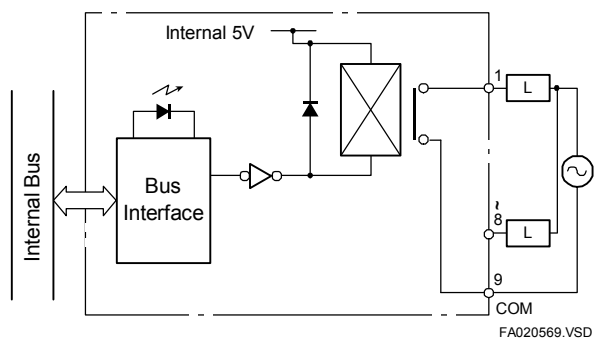 Internal 5V
Internal Bus
Bus
Interface
1
L
~
8
L
9
COM
FA020569.VSD